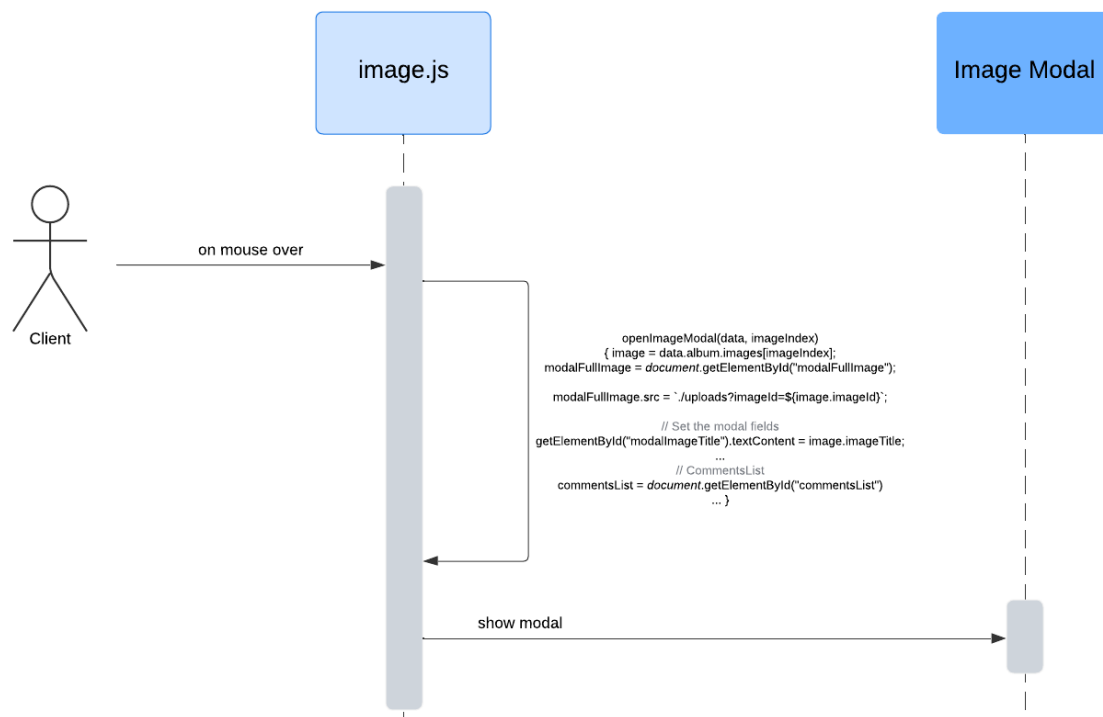 image.js
Image Modal
on mouse over
Client
openImageModal(data, imageIndex)
{ image = data.album.images[imageIndex];
modalFullImage = document.getElementById("modalFullImage");
modalFullImage.src = `./uploads?imageId=${image.imageId}`;
// Set the modal fields
getElementById("modalImageTitle").textContent = image.imageTitle;
...
// CommentsList
commentsList = document.getElementById("commentsList")
... }
show modal